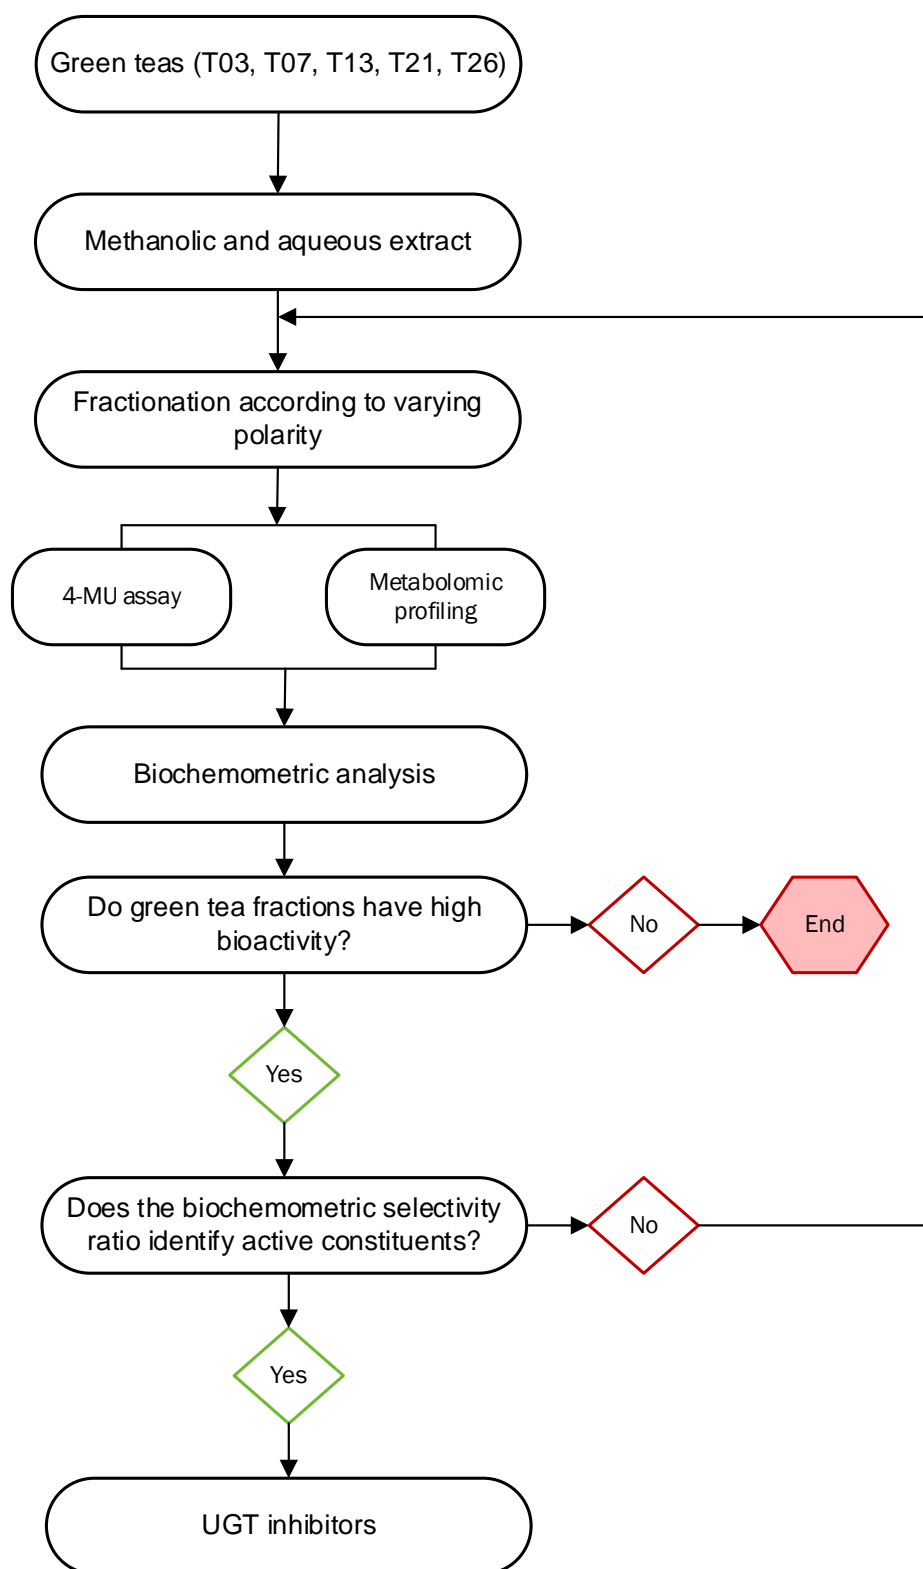 Green teas (T03, T07, T13, T21, T26)
Methanolic and aqueous extract
Fractionation according to varying
polarity
4-MU assay
Metabolomic
profiling
Biochemometric analysis
Do green tea fractions have high
bioactivity?
No
End
Yes
Does the biochemometric selectivity
ratio identify active constituents?
No
Yes
UGT inhibitors